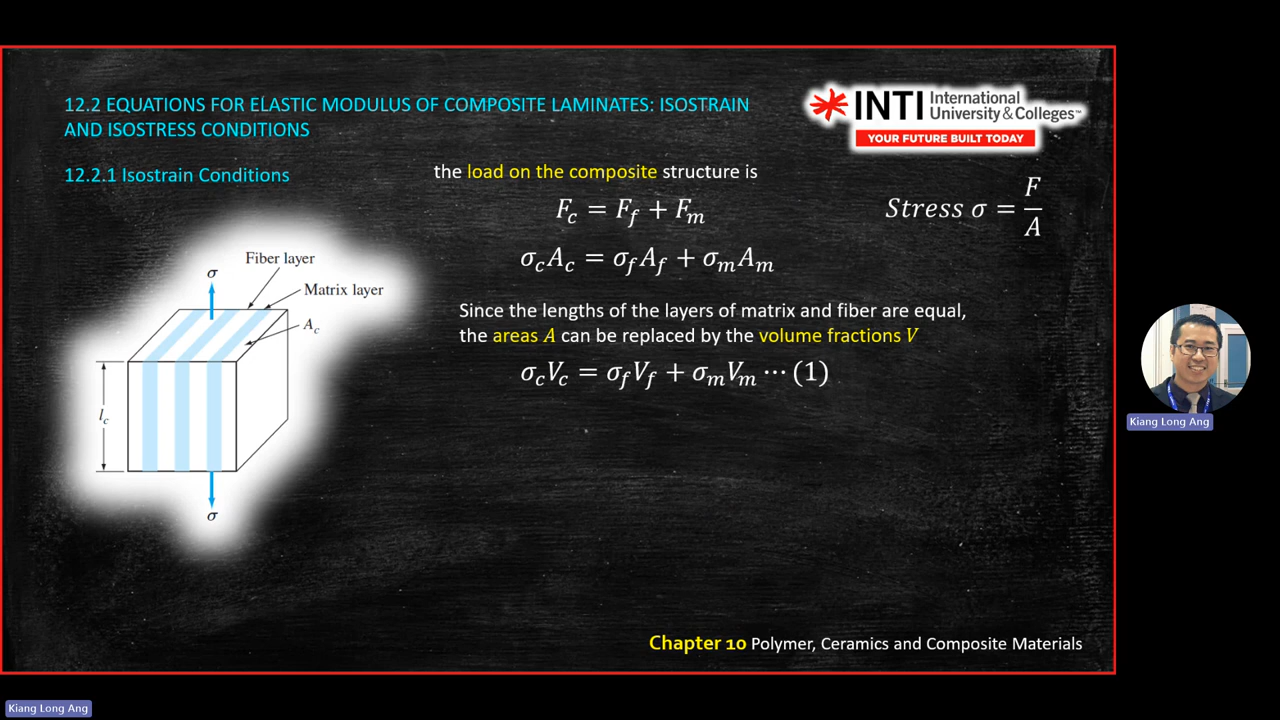 12.2 EQUATIONS FOR ELASTIC MODULUS OF COMPOSITE LAMINATES: ISOSTRAIN
AND ISOSTRESS CONDITIONS
INTI International
University & Colleges™
YOUR FUTURE BUILT TODAY
12.2.1 Isostrain Conditions
the load on the composite structure is
F_c = F_f + F_m
Stress σ = F/A
σ_c A_c = σ_f A_f + σ_m A_m
Since the lengths of the layers of matrix and fiber are equal,
the areas A can be replaced by the volume fractions V
σ_c V_c = σ_f V_f + σ_m V_m ⋯ (1)
Fiber layer
σ
Matrix layer
A_c
l_c
σ
Kiang Long Ang
Chapter 10 Polymer, Ceramics and Composite Materials
Kiang Long Ang